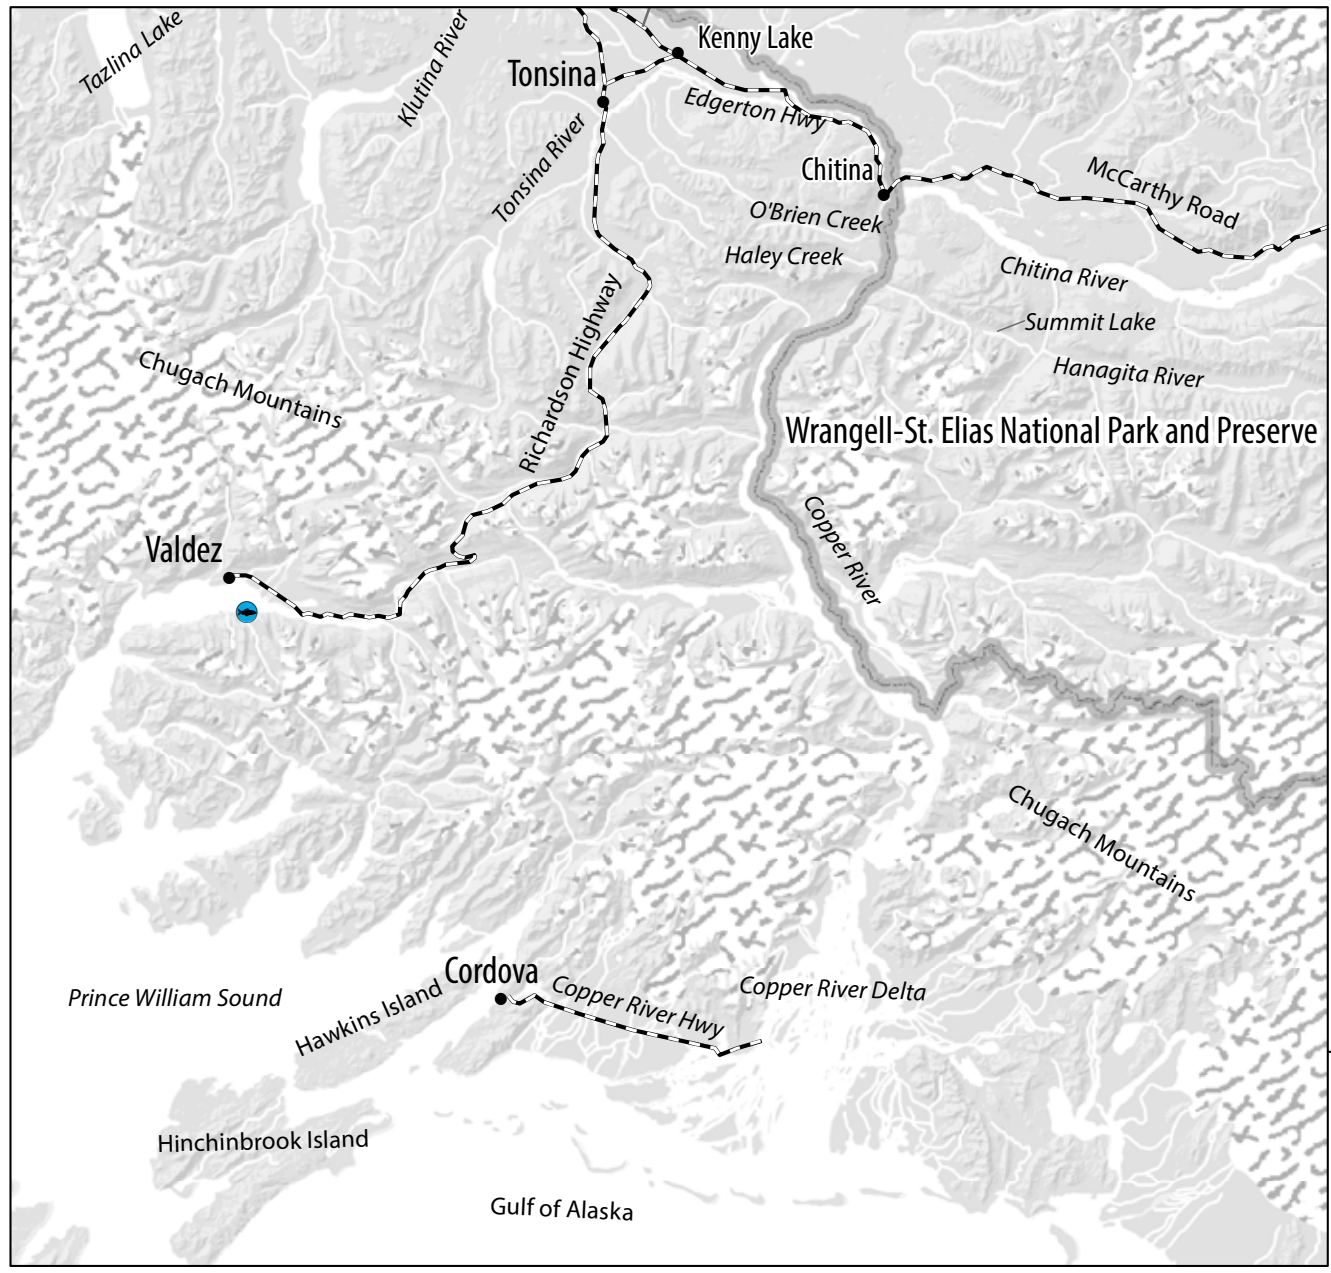 Tazlina Lake
Klutina River
Kenny Lake
Tonsina
Edgerton Hwy
Tonsina River
Chitina
McCarthy Road
O'Brien Creek
Haley Creek
Chitina River
Richardson Highway
Summit Lake
Chugach Mountains
Hanagita River
Wrangell-St. Elias National Park and Preserve
Copper River
Valdez
Chugach Mountains
Cordova
Prince William Sound
Hawkins Island
Copper River Hwy
Copper River Delta
Hinchinbrook Island
Gulf of Alaska